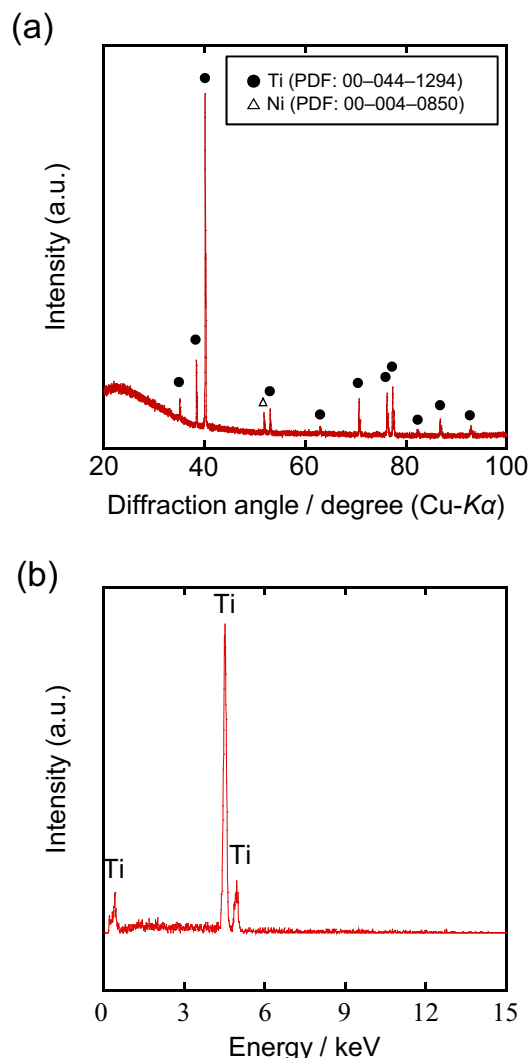 (a)
● Ti (PDF: 00–044–1294)
△ Ni (PDF: 00–004–0850)
Intensity (a.u.)
20 40 60 80 100
Diffraction angle / degree (Cu-Kα)
(b)
Ti
Ti
Ti
Intensity (a.u.)
0 3 6 9 12 15
Energy / keV